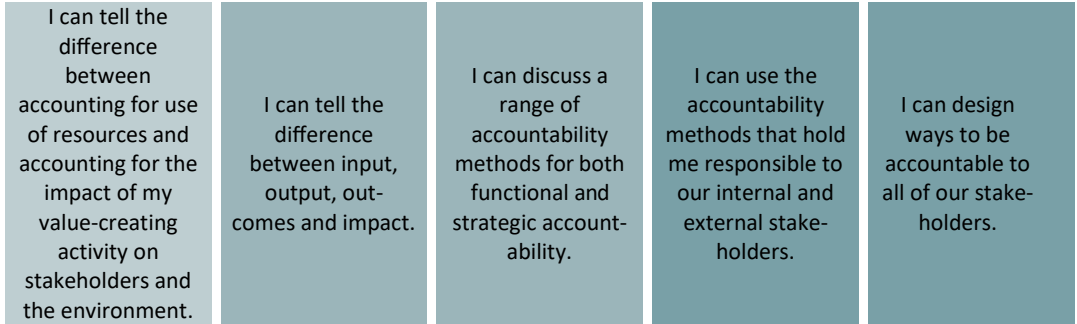 I can tell the
difference
between
accounting for use
of resources and
accounting for the
impact of my
value-creating
activity on
stakeholders and
the environment.
I can tell the
difference
between input,
output, out-
comes and impact.
I can discuss a
range of
accountability
methods for both
functional and
strategic account-
ability.
I can use the
accountability
methods that hold
me responsible to
our internal and
external stake-
holders.
I can design
ways to be
accountable to
all of our stake-
holders.